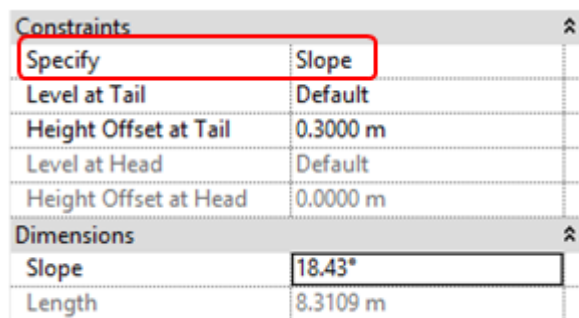 Constraints
Specify Slope
Level at Tail Default
Height Offset at Tail 0.3000 m
Level at Head Default
Height Offset at Head 0.0000 m
Dimensions
Slope 18.43°
Length 8.3109 m